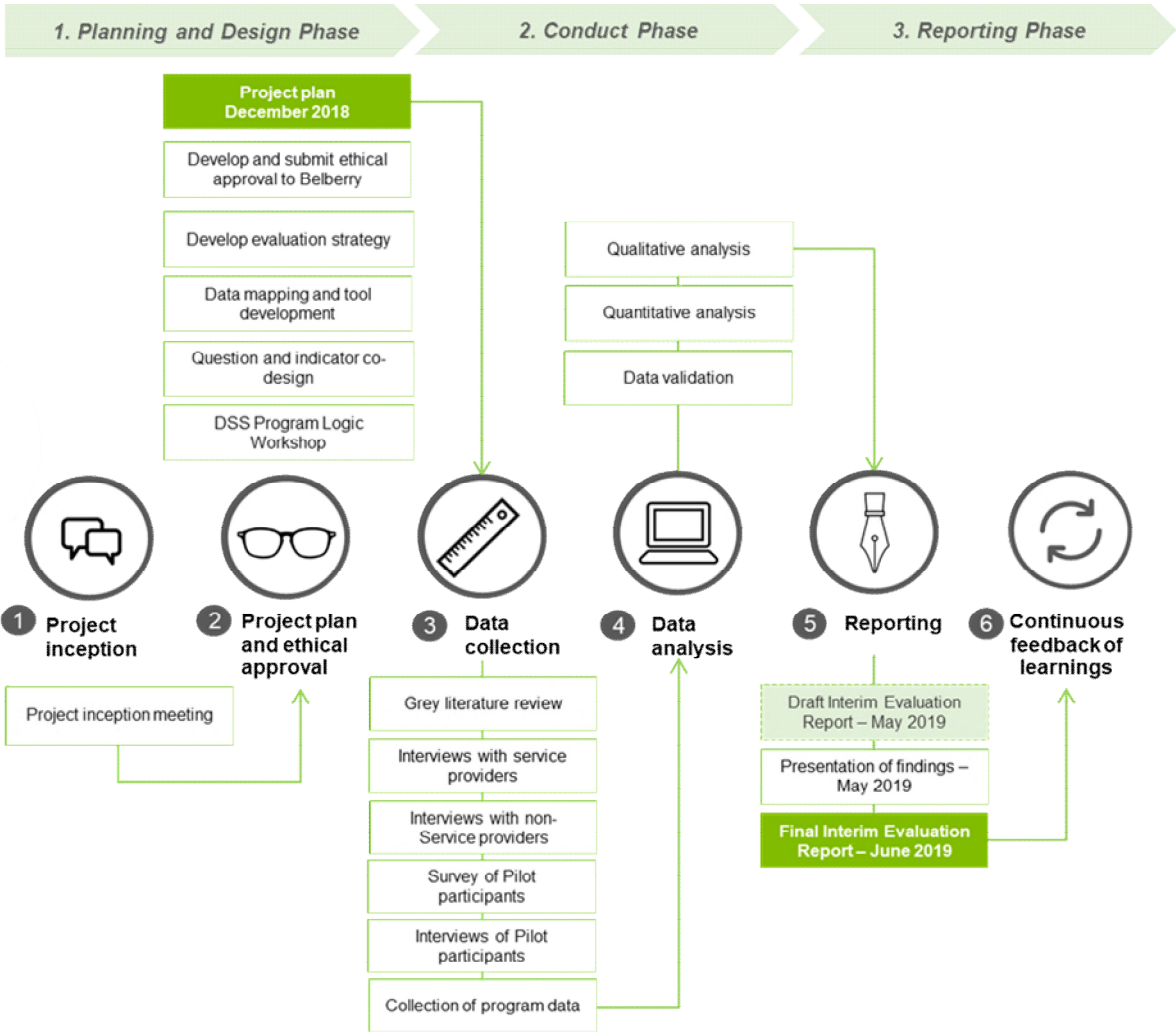 1. Planning and Design Phase
2. Conduct Phase
3. Reporting Phase
Project plan
December 2018
Develop and submit ethical
approval to Belberry
Develop evaluation strategy
Data mapping and tool
development
Question and indicator co-
design
DSS Program Logic
Workshop
Qualitative analysis
Quantitative analysis
Data validation
1 Project
inception
2 Project plan
and ethical
approval
3 Data
collection
4 Data
analysis
5 Reporting
6 Continuous
feedback of
learnings
Project inception meeting
Grey literature review
Interviews with service
providers
Interviews with non-
Service providers
Survey of Pilot
participants
Interviews of Pilot
participants
Collection of program data
Draft Interim Evaluation
Report – May 2019
Presentation of findings –
May 2019
Final Interim Evaluation
Report – June 2019